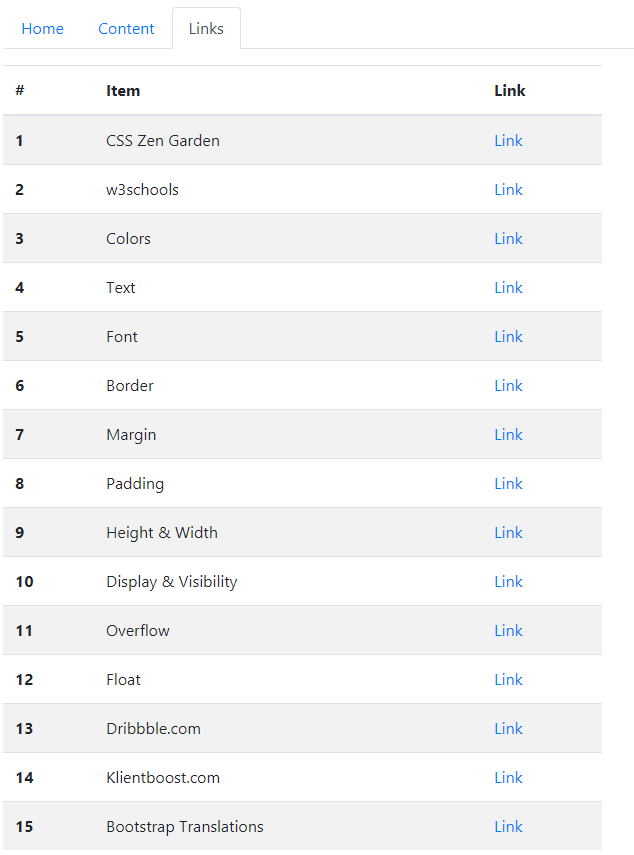 Home Content Links
# Item Link
1 CSS Zen Garden Link
2 w3schools Link
3 Colors Link
4 Text Link
5 Font Link
6 Border Link
7 Margin Link
8 Padding Link
9 Height & Width Link
10 Display & Visibility Link
11 Overflow Link
12 Float Link
13 Dribbble.com Link
14 Klientboost.com Link
15 Bootstrap Translations Link